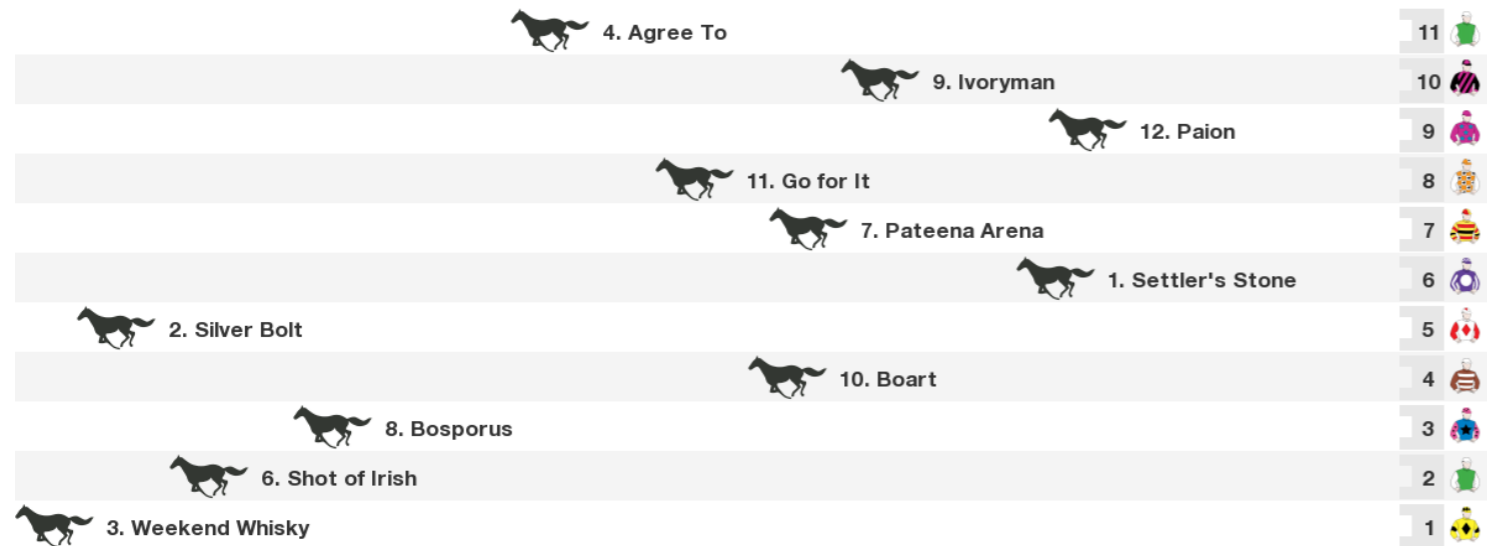 4. Agree To 11
9. Ivoryman 10
12. Paion 9
11. Go for It 8
7. Pateena Arena 7
1. Settler's Stone 6
2. Silver Bolt 5
10. Boart 4
8. Bosporus 3
6. Shot of Irish 2
3. Weekend Whisky 1